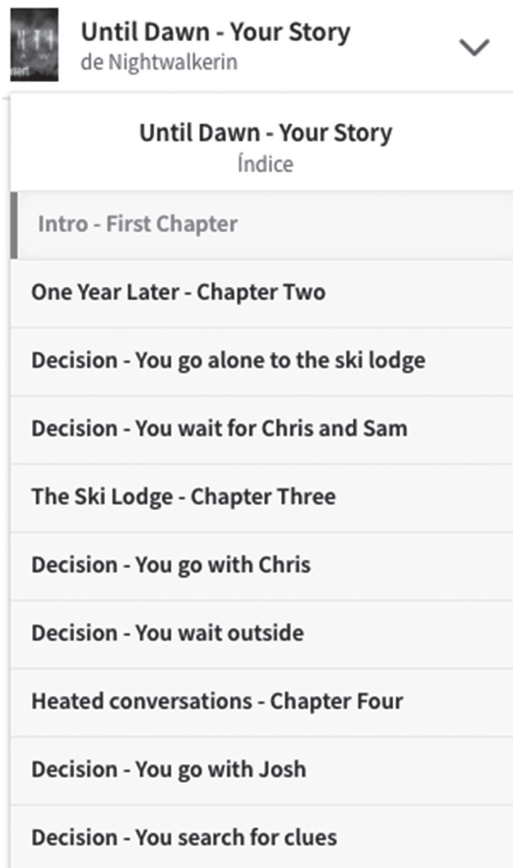 Until Dawn - Your Story
de Nightwalkerin
Until Dawn - Your Story
Índice
Intro - First Chapter
One Year Later - Chapter Two
Decision - You go alone to the ski lodge
Decision - You wait for Chris and Sam
The Ski Lodge - Chapter Three
Decision - You go with Chris
Decision - You wait outside
Heated conversations - Chapter Four
Decision - You go with Josh
Decision - You search for clues